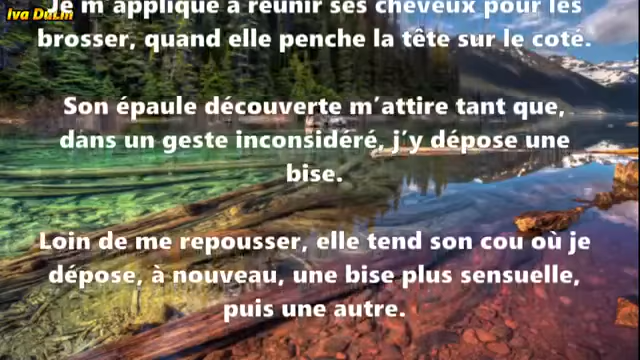 Iva DuLin
Je m'applique à réunir ses cheveux pour les
brosser, quand elle penche la tête sur le coté.
Son épaule découverte m'attire tant que,
dans un geste inconsidéré, j'y dépose une
bise.
Loin de me repousser, elle tend son cou où je
dépose, à nouveau, une bise plus sensuelle,
puis une autre.